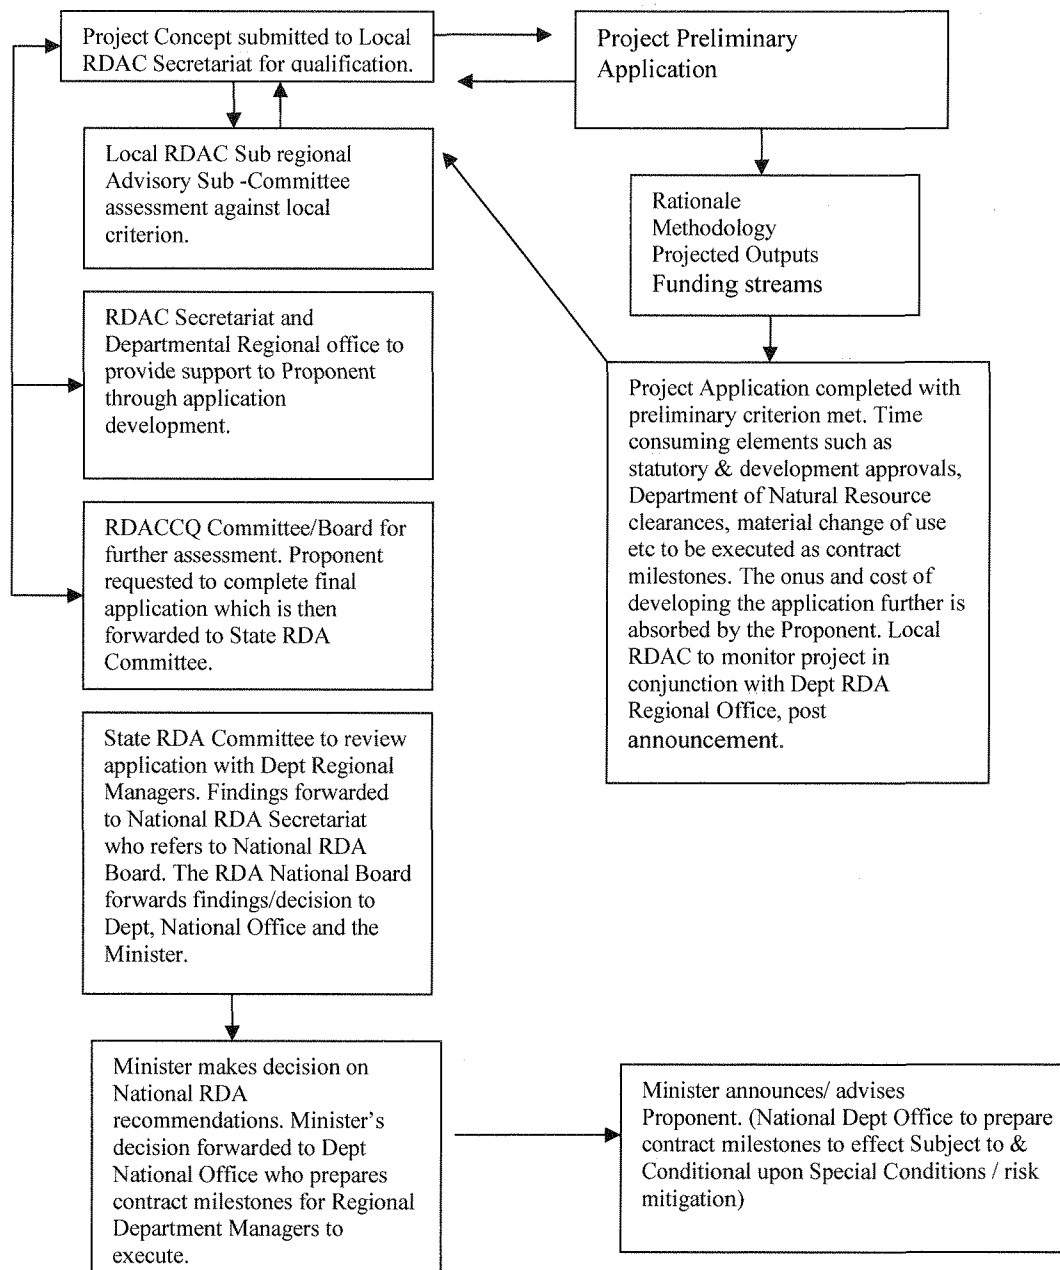 Project Concept submitted to Local
RDAC Secretariat for qualification.
Project Preliminary
Application
Local RDAC Sub regional
Advisory Sub -Committee
assessment against local
criterion.
Rationale
Methodology
Projected Outputs
Funding streams
RDAC Secretariat and
Departmental Regional office to
provide support to Proponent
through application
development.
Project Application completed with
preliminary criterion met. Time
consuming elements such as
statutory & development approvals,
Department of Natural Resource
clearances, material change of use
etc to be executed as contract
milestones. The onus and cost of
developing the application further is
absorbed by the Proponent. Local
RDAC to monitor project in
conjunction with Dept RDA
Regional Office, post
announcement.
RDACCQ Committee/Board for
further assessment. Proponent
requested to complete final
application which is then
forwarded to State RDA
Committee.
State RDA Committee to review
application with Dept Regional
Managers. Findings forwarded
to National RDA Secretariat
who refers to National RDA
Board. The RDA National Board
forwards findings/decision to
Dept, National Office and the
Minister.
Minister makes decision on
National RDA
recommendations. Minister's
decision forwarded to Dept
National Office who prepares
contract milestones for Regional
Department Managers to
execute.
Minister announces/ advises
Proponent. (National Dept Office to prepare
contract milestones to effect Subject to &
Conditional upon Special Conditions / risk
mitigation)